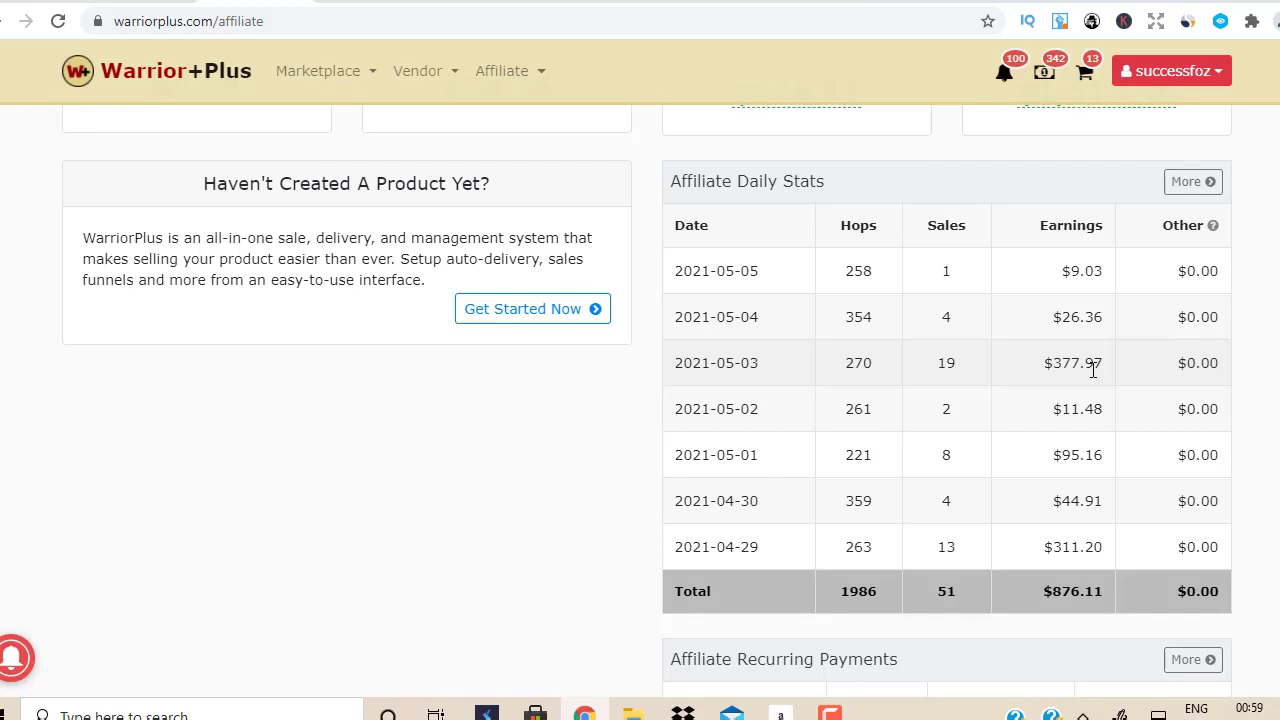 warriorplus.com/affiliate
IQ
K
W+ Warrior+Plus Marketplace Vendor Affiliate 100 342 13 successfoz
Haven't Created A Product Yet?
WarriorPlus is an all-in-one sale, delivery, and management system that
makes selling your product easier than ever. Setup auto-delivery, sales
funnels and more from an easy-to-use interface.
Get Started Now
Affiliate Daily Stats More
Date Hops Sales Earnings Other ?
2021-05-05 258 1 $9.03 $0.00
2021-05-04 354 4 $26.36 $0.00
2021-05-03 270 19 $377.97 $0.00
2021-05-02 261 2 $11.48 $0.00
2021-05-01 221 8 $95.16 $0.00
2021-04-30 359 4 $44.91 $0.00
2021-04-29 263 13 $311.20 $0.00
Total 1986 51 $876.11 $0.00
Affiliate Recurring Payments More
Type here to search
a
ENG
00:59